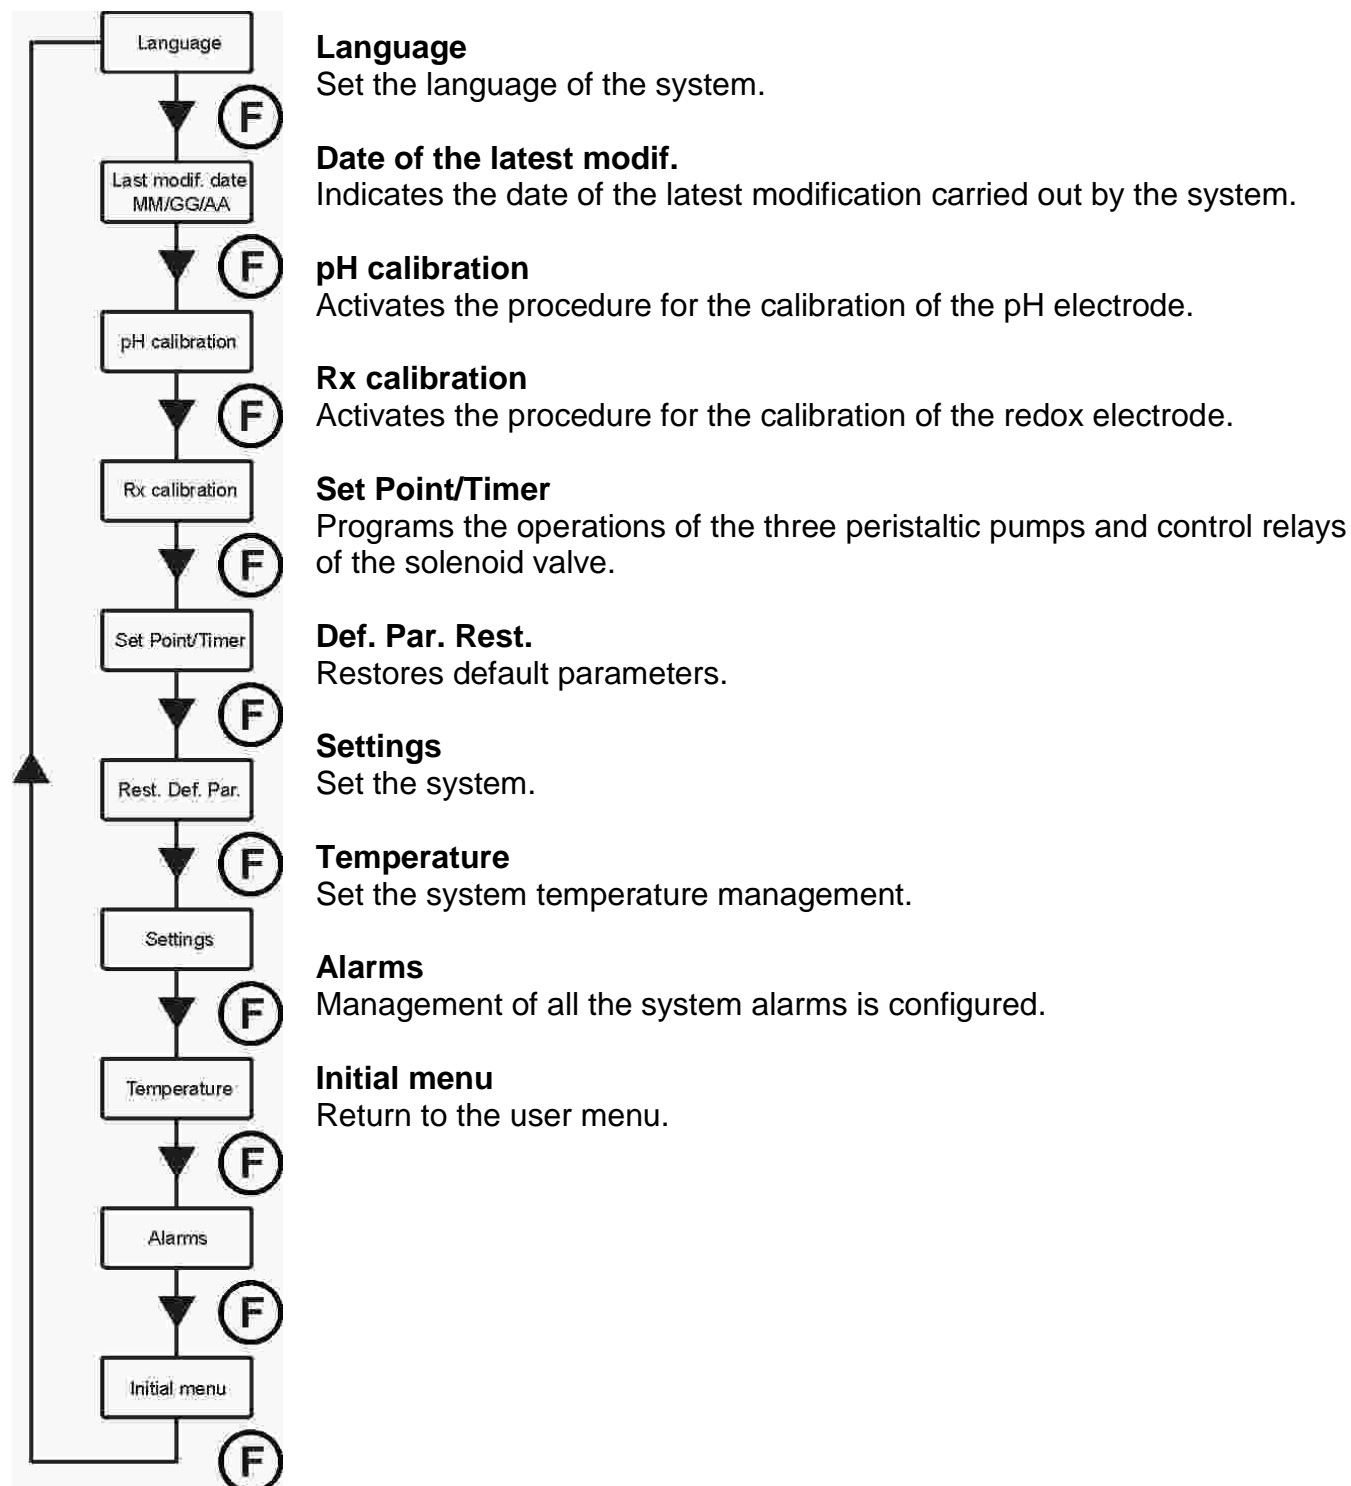 Language
F
Last modif. date
MM/GG/AA
F
pH calibration
F
Rx calibration
F
Set Point/Timer
F
Rest. Def. Par.
F
Settings
F
Temperature
F
Alarms
F
Initial menu
F
Language
Set the language of the system.
Date of the latest modif.
Indicates the date of the latest modification carried out by the system.
pH calibration
Activates the procedure for the calibration of the pH electrode.
Rx calibration
Activates the procedure for the calibration of the redox electrode.
Set Point/Timer
Programs the operations of the three peristaltic pumps and control relays
of the solenoid valve.
Def. Par. Rest.
Restores default parameters.
Settings
Set the system.
Temperature
Set the system temperature management.
Alarms
Management of all the system alarms is configured.
Initial menu
Return to the user menu.